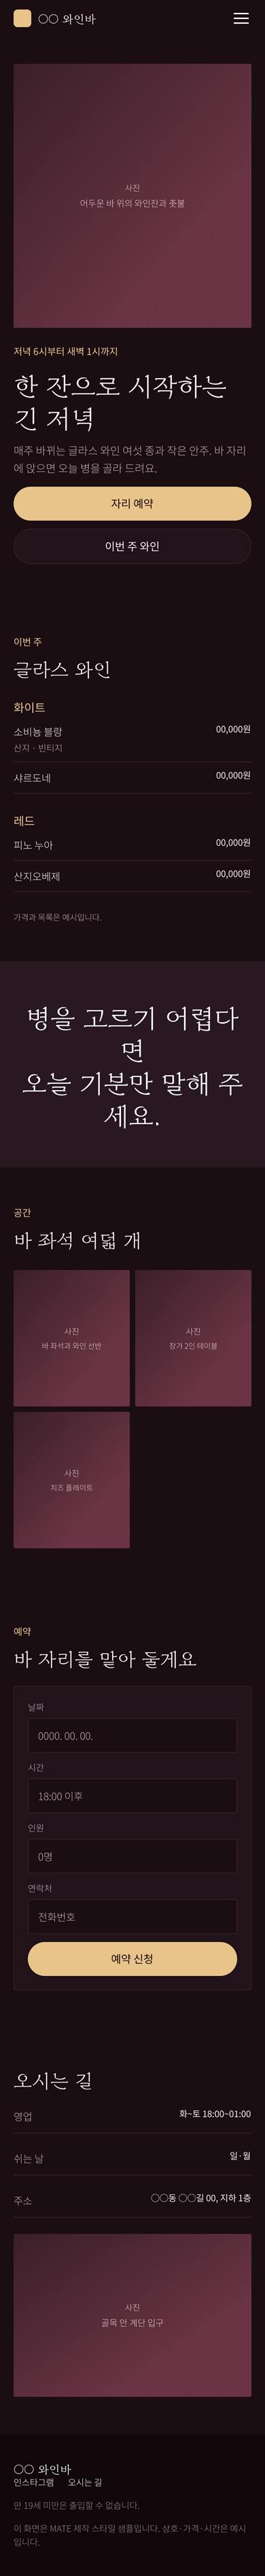 ○○ 와인바
사진
어두운 바 위의 와인잔과 촛불
저녁 6시부터 새벽 1시까지
한 잔으로 시작하는
긴 저녁
매주 바뀌는 글라스 와인 여섯 종과 작은 안주. 바 자리
에 앉으면 오늘 병을 골라 드려요.
자리 예약
이번 주 와인
이번 주
글라스 와인
화이트
소비뇽 블랑 00,000원
산지 · 빈티지
샤르도네 00,000원
레드
피노 누아 00,000원
산지오베제 00,000원
가격과 목록은 예시입니다.
병을 고르기 어렵다
면
오늘 기분만 말해 주
세요.
공간
바 좌석 여덟 개
사진
바 좌석과 와인 선반
사진
창가 2인 테이블
사진
치즈 플레이트
예약
바 자리를 맡아 둘게요
날짜
0000. 00. 00.
시간
18:00 이후
인원
0명
연락처
전화번호
예약 신청
오시는 길
영업 화~토 18:00~01:00
쉬는 날 일·월
주소 ○○동 ○○길 00, 지하 1층
사진
골목 안 계단 입구
○○ 와인바
인스타그램 오시는 길
만 19세 미만은 출입할 수 없습니다.
이 화면은 MATE 제작 스타일 샘플입니다. 상호·가격·시간은 예시
입니다.